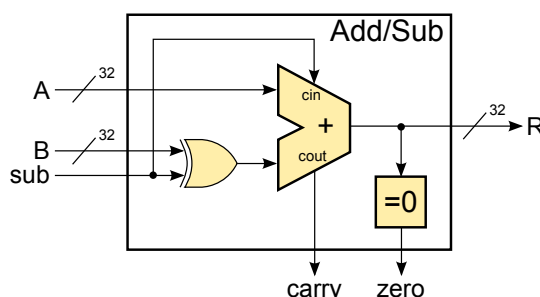 Add/Sub
32
A
cin
32
R
32
B
+
cout
sub
=0
carry
zero